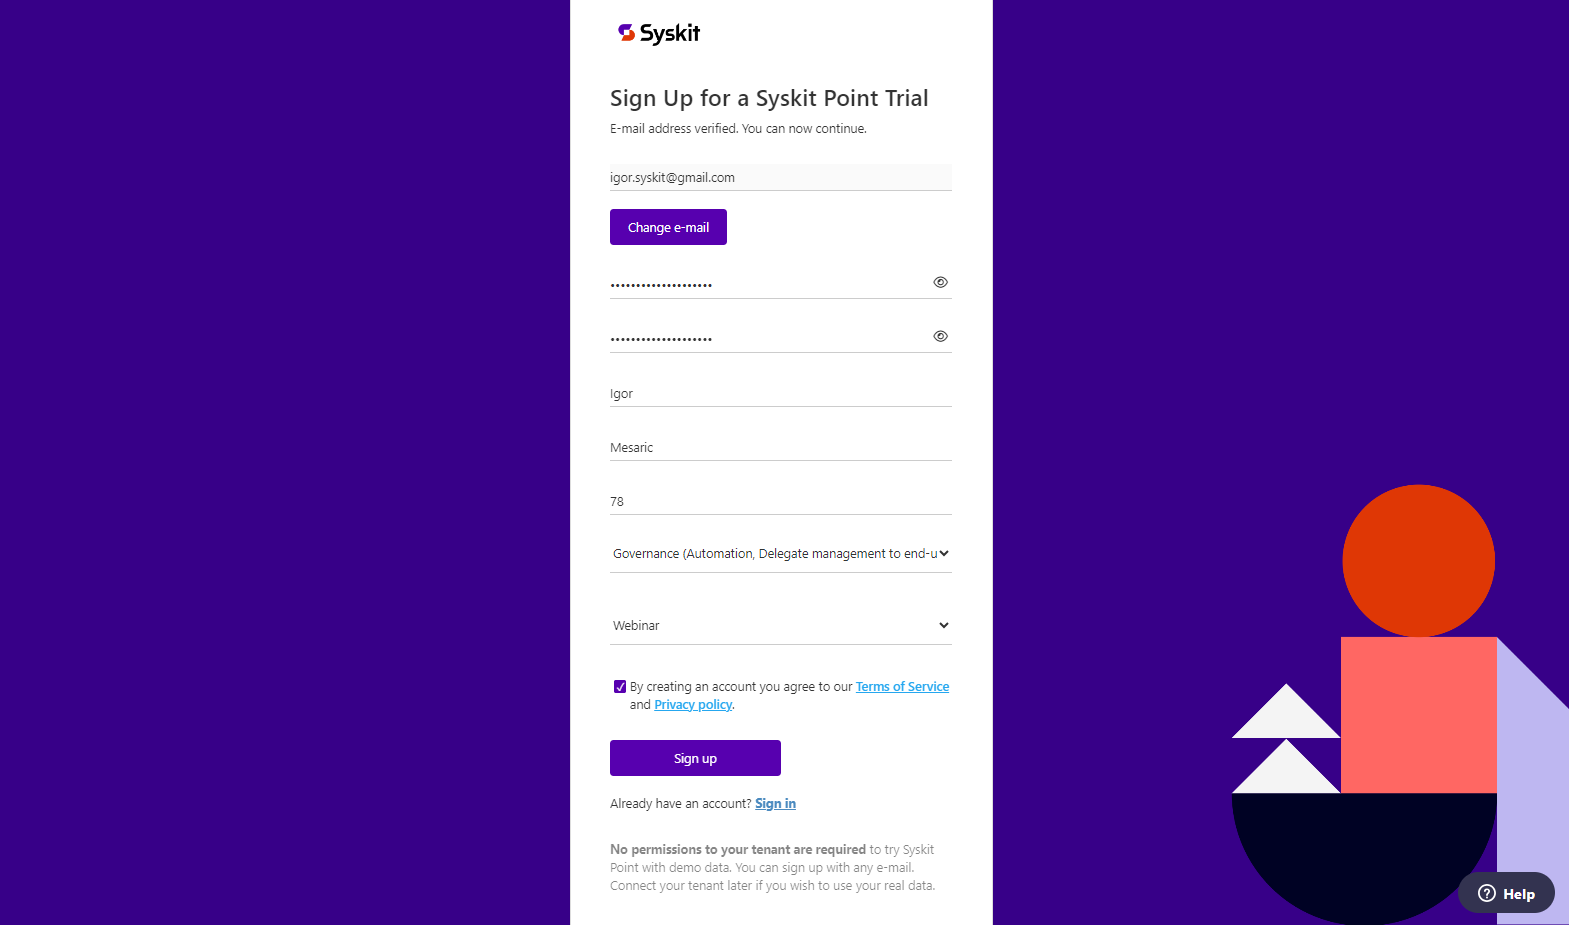 Syskit
Sign Up for a Syskit Point Trial
E-mail address verified. You can now continue.
igor.syskit@gmail.com
Change e-mail
••••••••••••••••••••
••••••••••••••••••••
Igor
Mesaric
78
Governance (Automation, Delegate management to end-u
Webinar
By creating an account you agree to our Terms of Service
and Privacy policy.
Sign up
Already have an account? Sign in
No permissions to your tenant are required to try Syskit
Point with demo data. You can sign up with any e-mail.
Connect your tenant later if you wish to use your real data.
Help